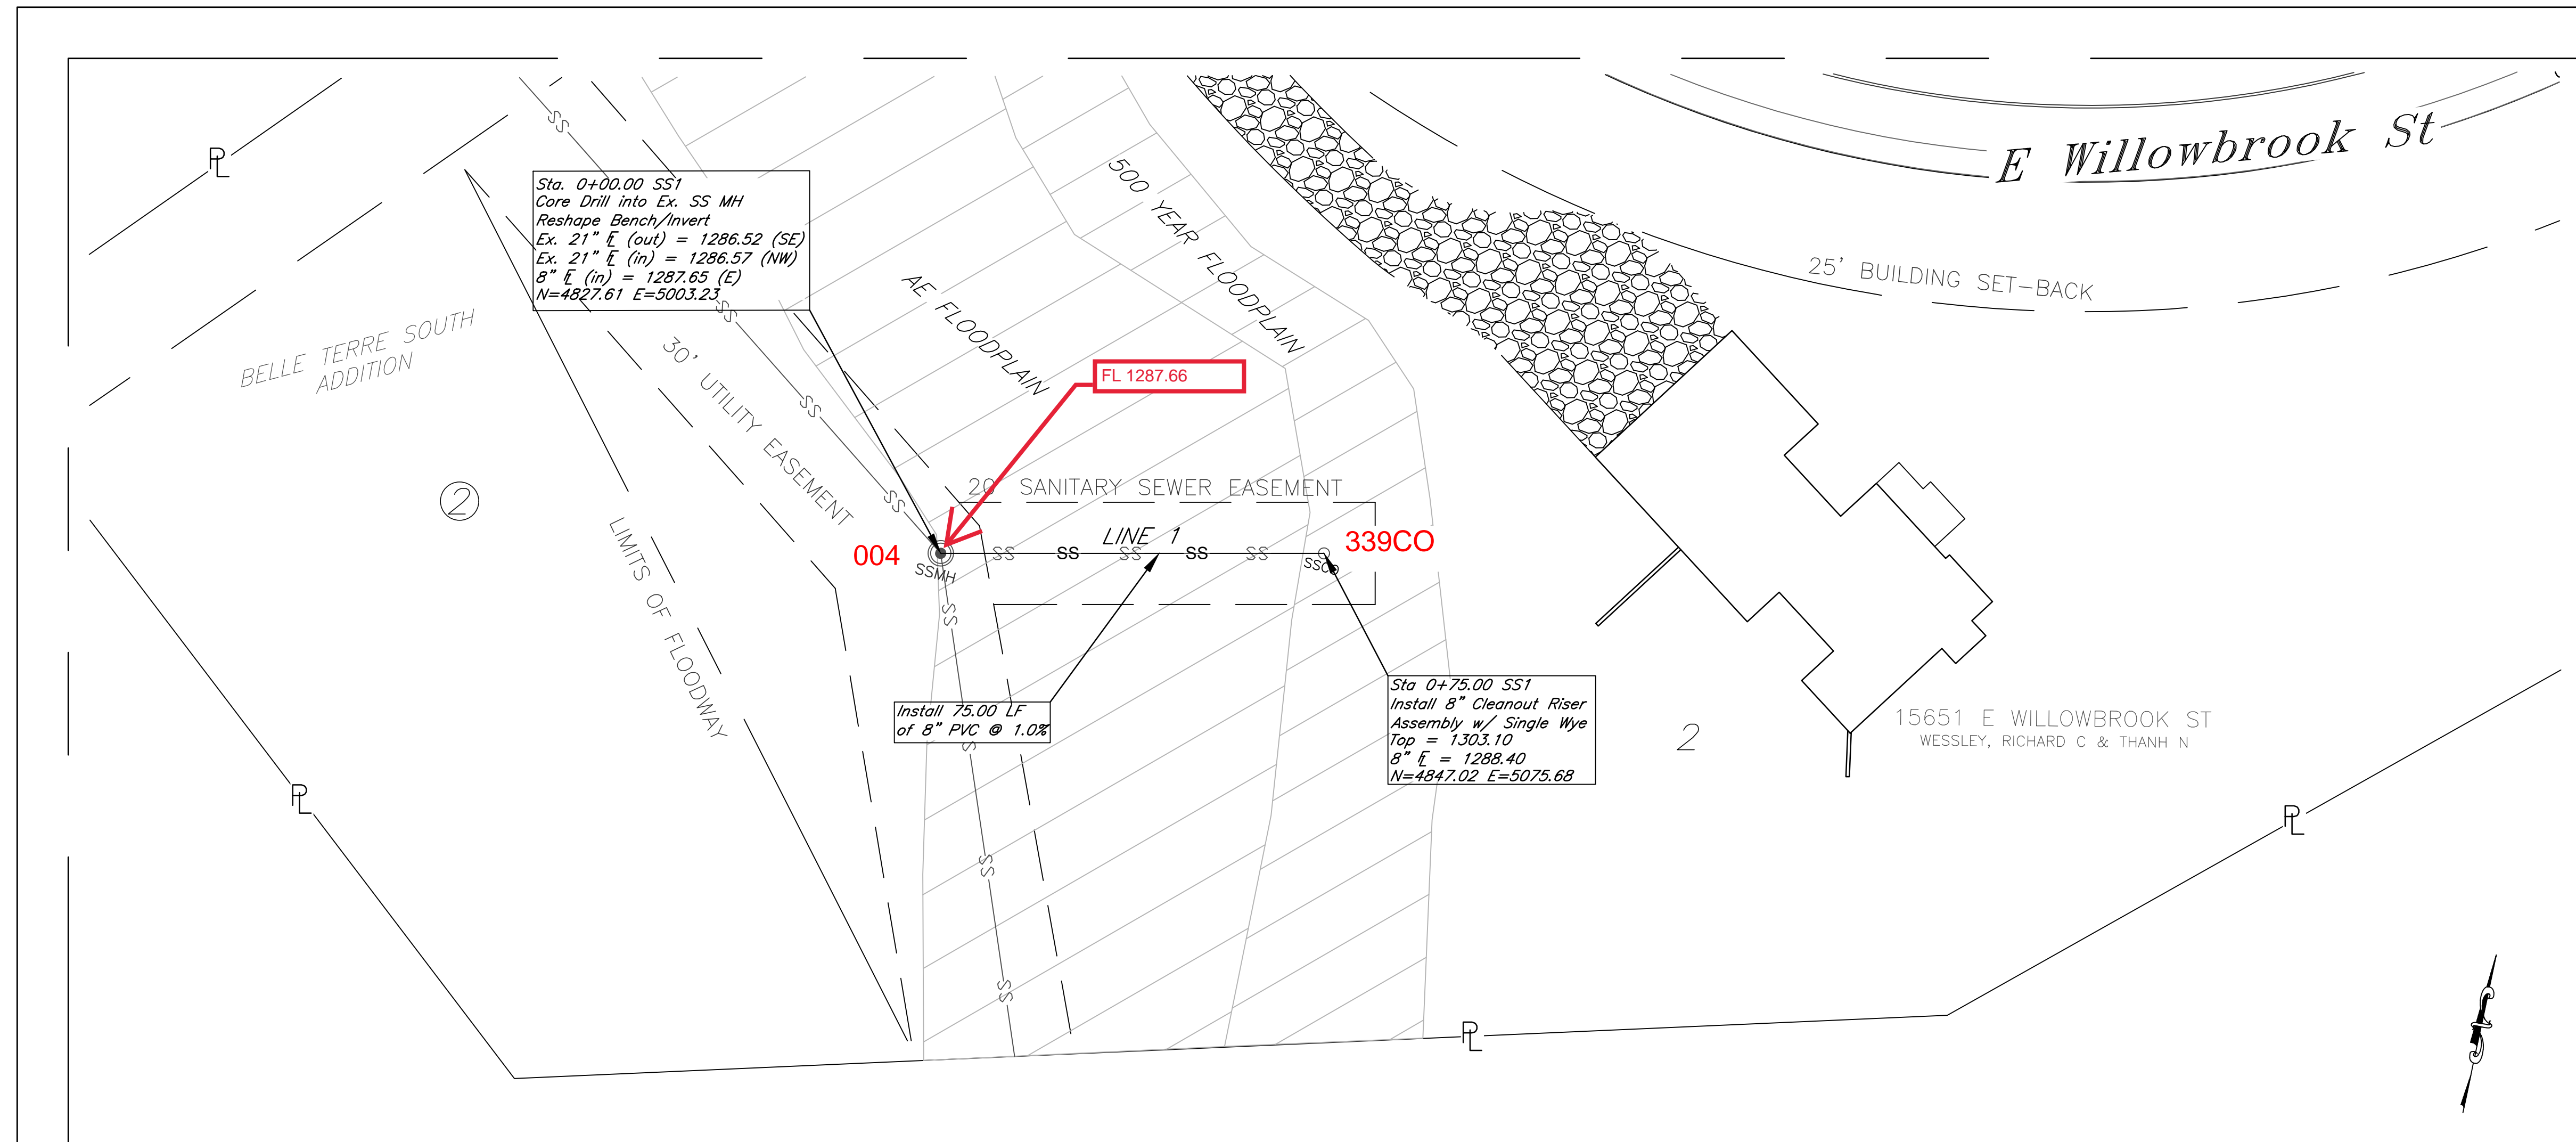 E Willowbrook St
P̲L
Sta. 0+00.00 SS1
Core Drill into Ex. SS MH
Reshape Bench/Invert
Ex. 21" FL (out) = 1286.52 (SE)
Ex. 21" FL (in) = 1286.57 (NW)
8" FL (in) = 1287.65 (E)
N=4827.61 E=5003.23
SS
SS
SS
SS
500 YEAR FLOODPLAIN
AE FLOODPLAIN
25' BUILDING SET-BACK
BELLE TERRE SOUTH
ADDITION
30' UTILITY EASEMENT
FL 1287.66
2
20' SANITARY SEWER EASEMENT
LINE 1
004
SS
SS
SS
SS
SS
339CO
SSMH
SSCO
LIMITS OF FLOODWAY
SS
Install 75.00 LF
of 8" PVC @ 1.0%
SS
Sta 0+75.00 SS1
Install 8" Cleanout Riser
Assembly w/ Single Wye
Top = 1303.10
8" FL = 1288.40
N=4847.02 E=5075.68
2
15651 E WILLOWBROOK ST
WESSLEY, RICHARD C & THANH N
PL
PL
SS
SS
PL